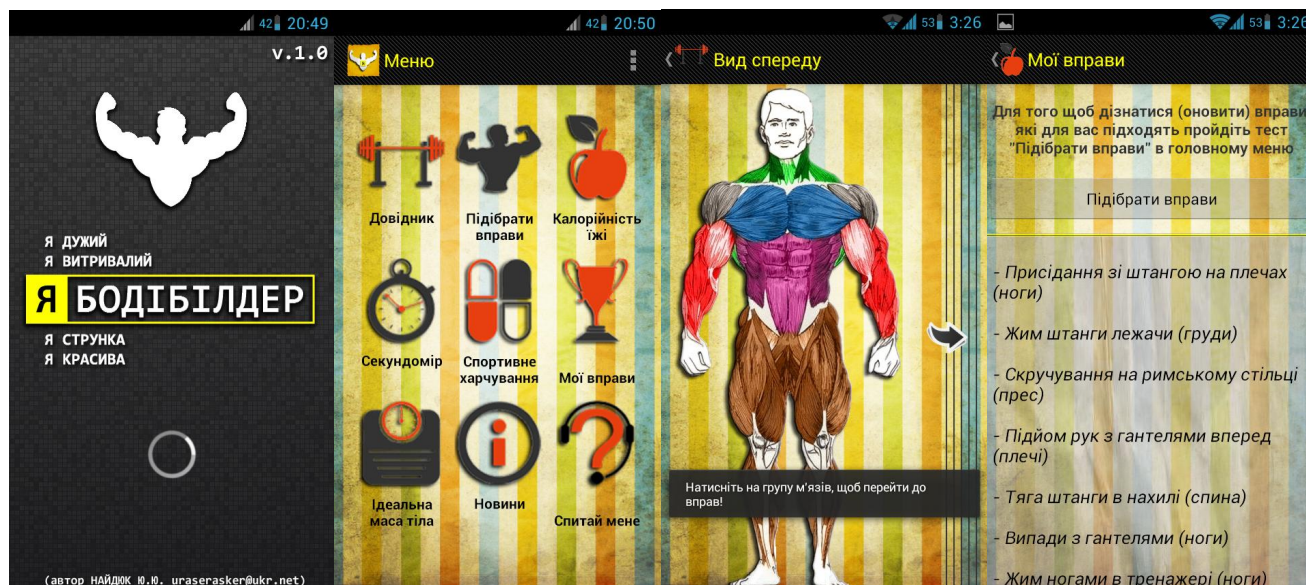 42 20:49
v.1.0
Я ДУЖИЙ
Я ВИТРИВАЛИЙ
Я БОДІБІЛДЕР
Я СТРУНКА
Я КРАСИВА
(автор НАЙДЮК Ю.Ю. uraserasker@ukr.net)
42 20:50
Меню
Довідник
Підібрати
вправи
Калорійність
їжі
Секундомір
Спортивне
харчування
Мої вправи
Ідеальна
маса тіла
Новини
Спитай мене
53 3:26
Вид спереду
Натисніть на групу м'язів, щоб перейти до
вправ!
53 3:26
Мої вправи
Для того щоб дізнатися (оновити) вправи
які для вас підходять пройдіть тест
"Підібрати вправи" в головному меню
Підібрати вправи
- Присідання зі штангою на плечах
(ноги)
- Жим штанги лежачи (груди)
- Скручування на римському стільці
(прес)
- Підйом рук з гантелями вперед
(плечі)
- Тяга штанги в нахилі (спина)
- Випади з гантелями (ноги)
- Жим ногами в тренажері (ноги)